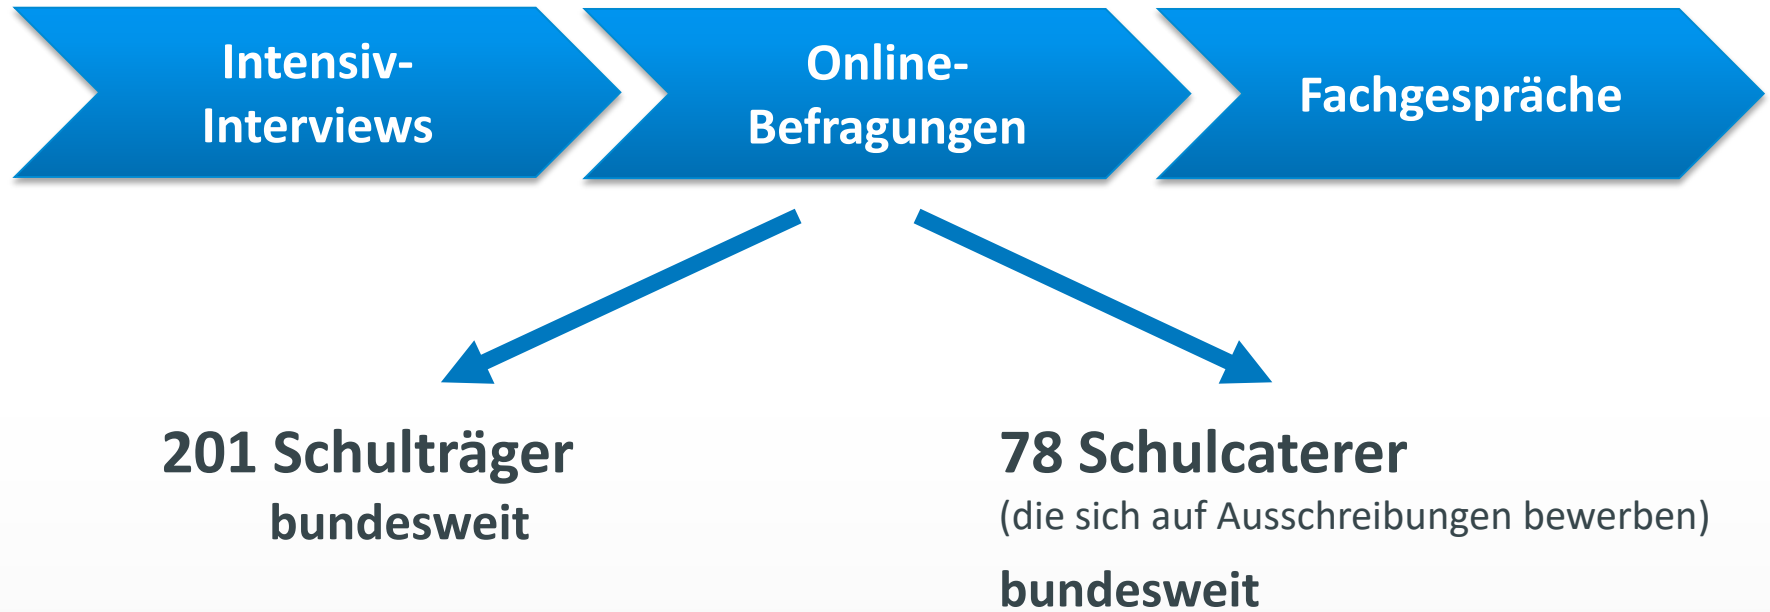 Intensiv-
Interviews
Online-
Befragungen
Fachgespräche
201 Schulträger
bundesweit
78 Schulcaterer
(die sich auf Ausschreibungen bewerben)
bundesweit